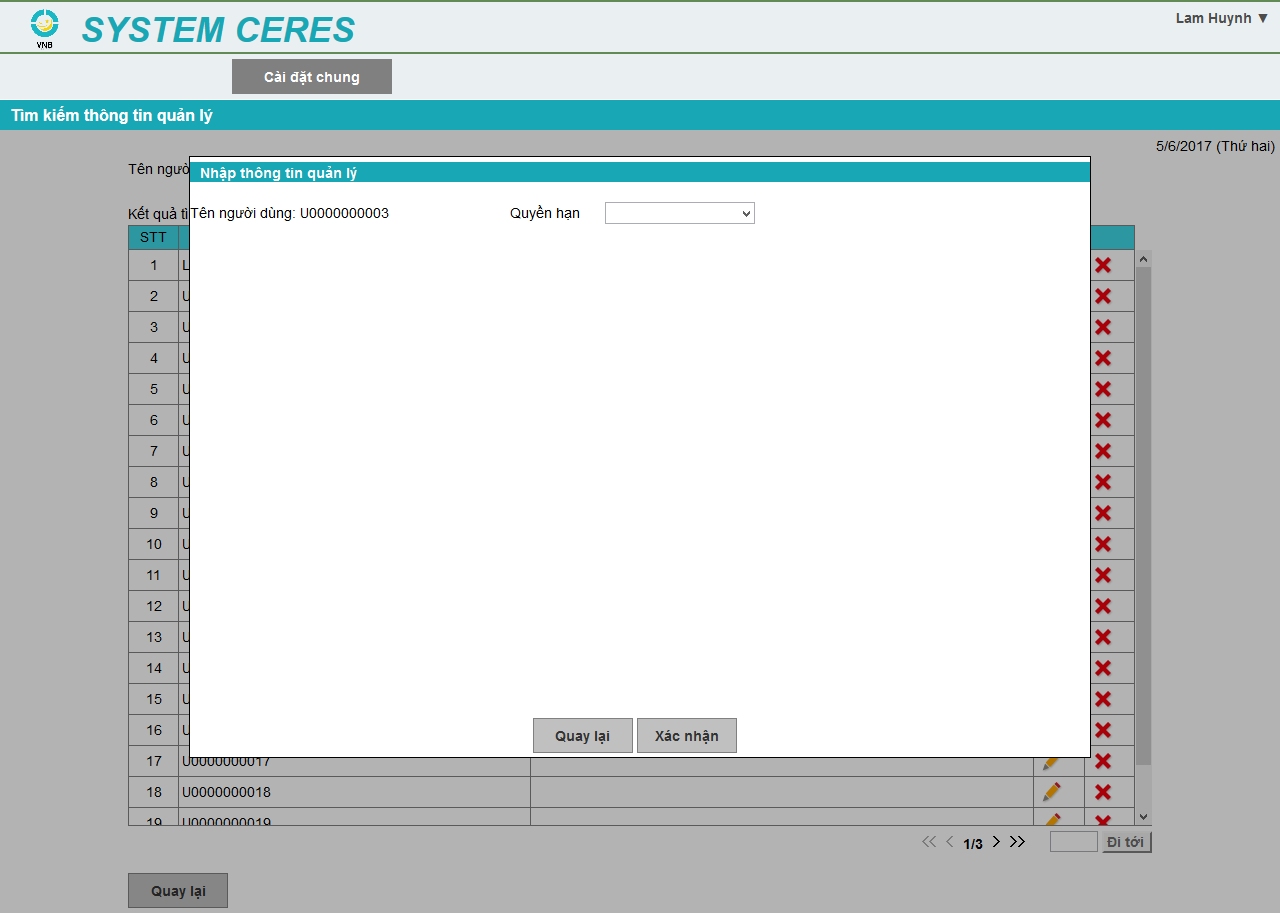 VNB
SYSTEM CERES
Lam Huynh ▼
Cài đặt chung
Tìm kiếm thông tin quản lý
5/6/2017 (Thứ hai)
Tên ngườ
Nhập thông tin quản lý
Kết quả tì
Tên người dùng: U0000000003 Quyền hạn
STT
1 L
2 U
3 U
4 U
5 U
6 U
7 U
8 U
9 U
10 U
11 U
12 U
13 U
14 U
15 U
16 U
Quay lại Xác nhận
17 U0000000017
18 U0000000018
19 U0000000019
<< < 1/3 > >> Đi tới
Quay lại